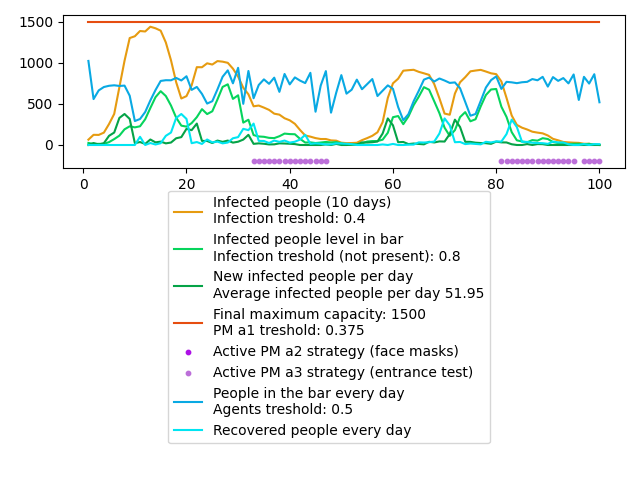 1500
1000
500
0
0 20 40 60 80 100
Infected people (10 days)
Infection treshold: 0.4
Infected people level in bar
Infection treshold (not present): 0.8
New infected people per day
Average infected people per day 51.95
Final maximum capacity: 1500
PM a1 treshold: 0.375
Active PM a2 strategy (face masks)
Active PM a3 strategy (entrance test)
People in the bar every day
Agents treshold: 0.5
Recovered people every day